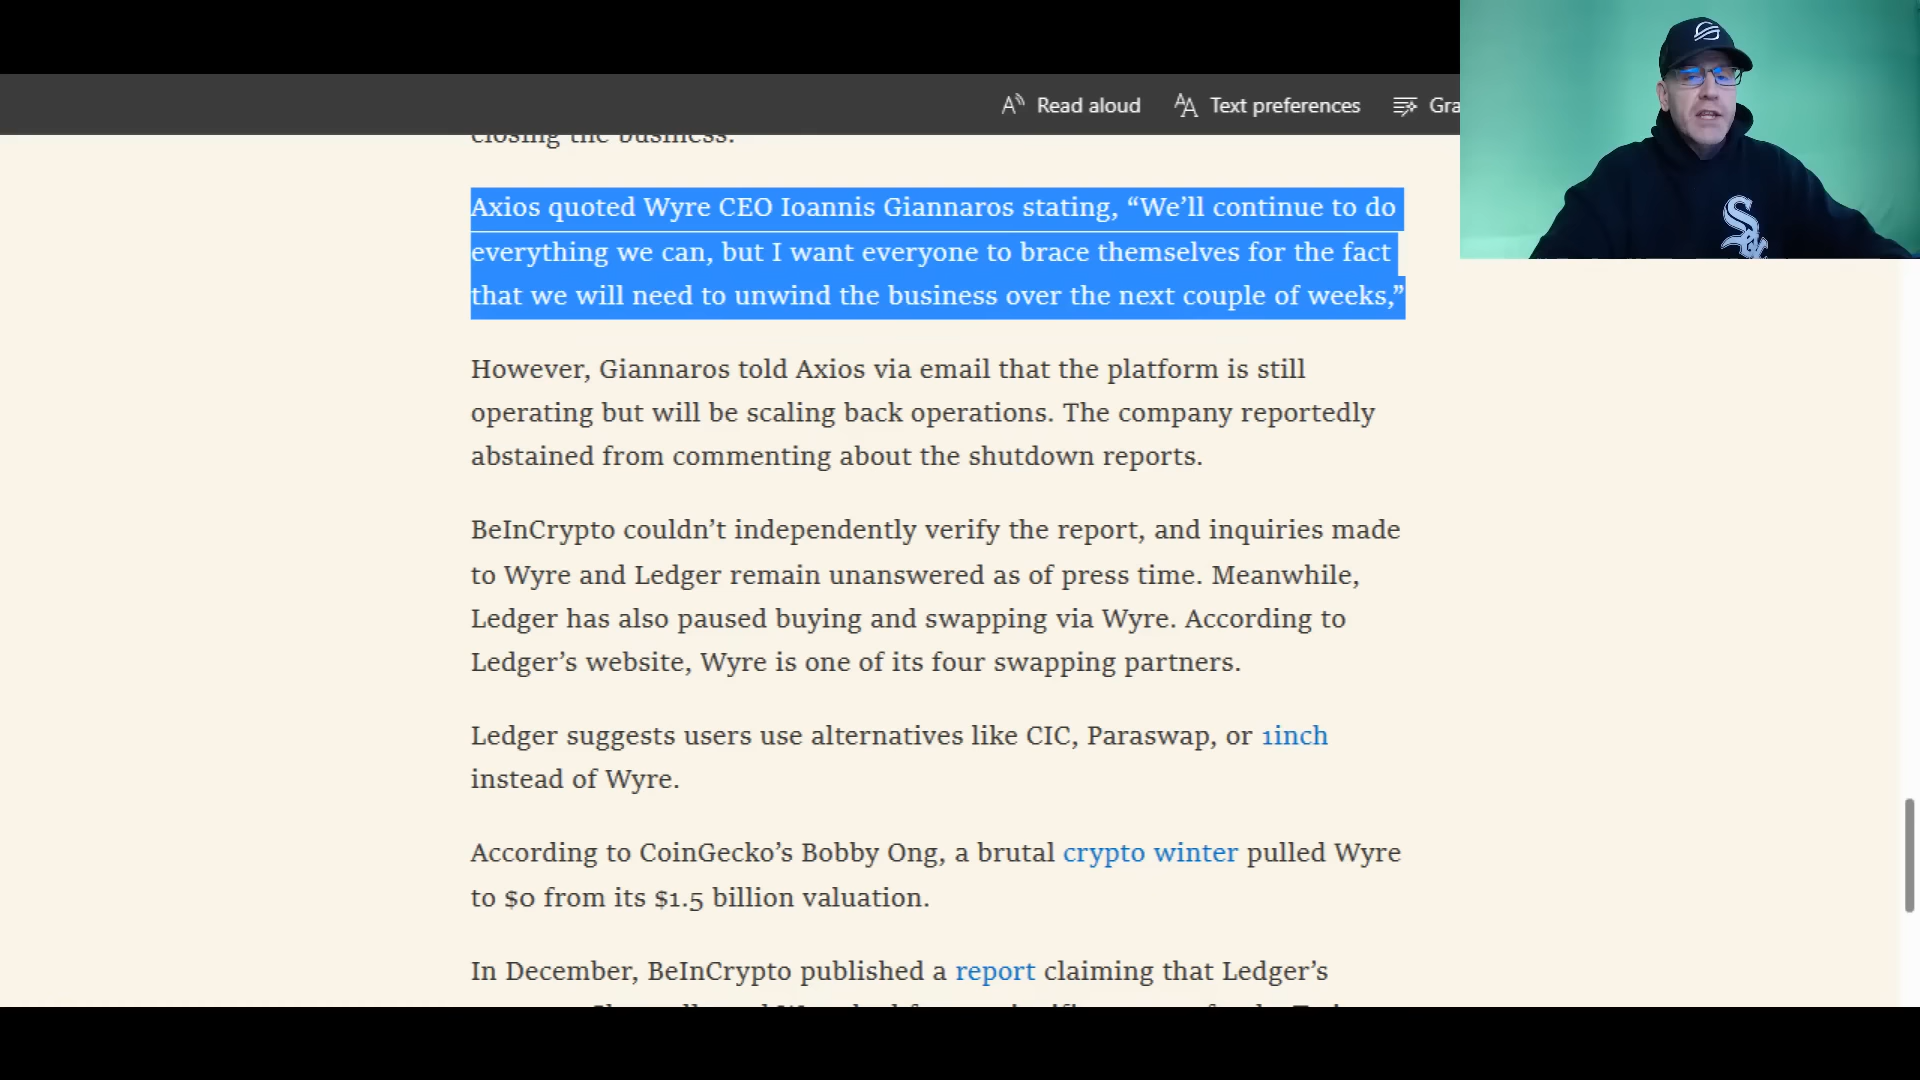 Read aloud
Text preferences
Gra
closing the business.
Axios quoted Wyre CEO Ioannis Giannaros stating, “We’ll continue to do
everything we can, but I want everyone to brace themselves for the fact
that we will need to unwind the business over the next couple of weeks,”
However, Giannaros told Axios via email that the platform is still
operating but will be scaling back operations. The company reportedly
abstained from commenting about the shutdown reports.
BeInCrypto couldn’t independently verify the report, and inquiries made
to Wyre and Ledger remain unanswered as of press time. Meanwhile,
Ledger has also paused buying and swapping via Wyre. According to
Ledger’s website, Wyre is one of its four swapping partners.
Ledger suggests users use alternatives like CIC, Paraswap, or 1inch
instead of Wyre.
According to CoinGecko’s Bobby Ong, a brutal crypto winter pulled Wyre
to $0 from its $1.5 billion valuation.
In December, BeInCrypto published a report claiming that Ledger’s
Sox